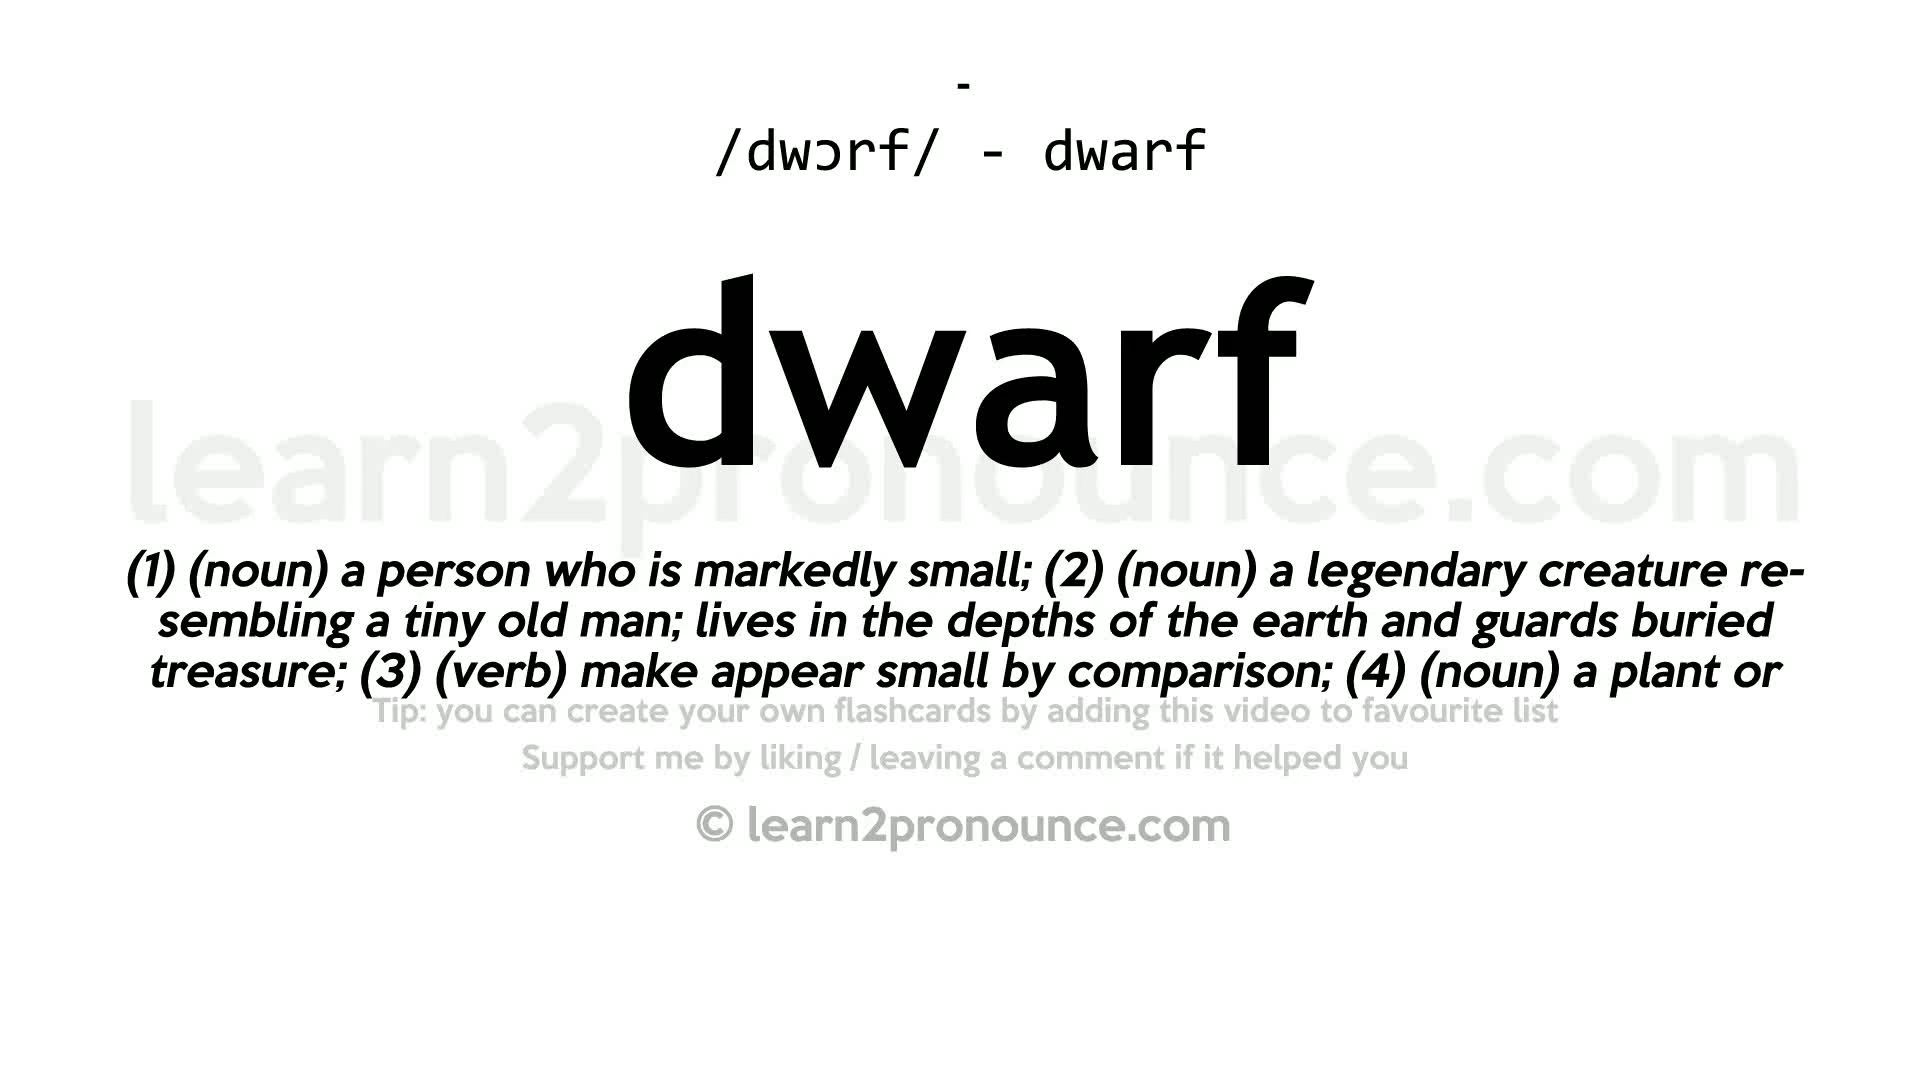 -
/dwɔrf/ - dwarf
dwarf
learn2pronounce.com
(1) (noun) a person who is markedly small; (2) (noun) a legendary creature re-
sembling a tiny old man; lives in the depths of the earth and guards buried
treasure; (3) (verb) make appear small by comparison; (4) (noun) a plant or
Tip: you can create your own flashcards by adding this video to favourite list
Support me by liking / leaving a comment if it helped you
© learn2pronounce.com